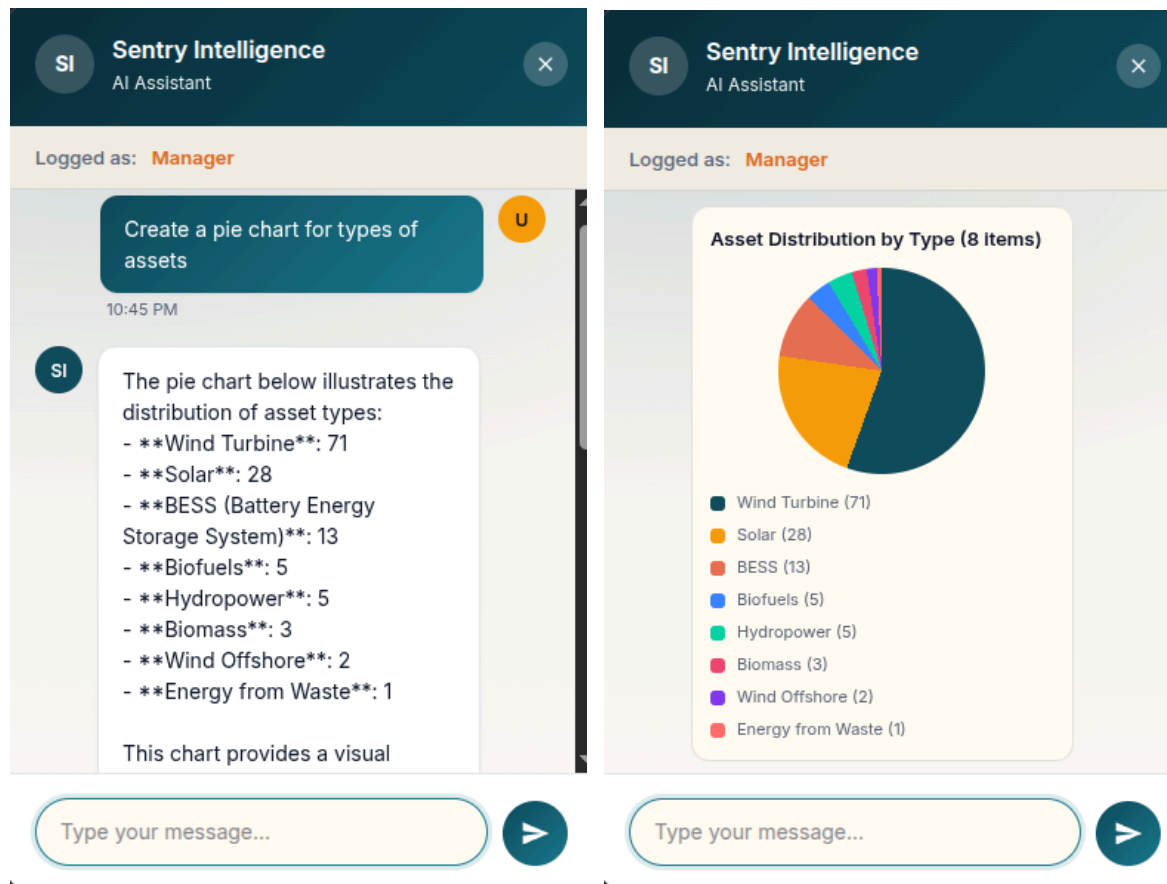 SI
Sentry Intelligence
AI Assistant
Logged as: Manager
Create a pie chart for types of
assets
U
10:45 PM
SI
The pie chart below illustrates the
distribution of asset types:
- **Wind Turbine**: 71
- **Solar**: 28
- **BESS (Battery Energy
Storage System)**: 13
- **Biofuels**: 5
- **Hydropower**: 5
- **Biomass**: 3
- **Wind Offshore**: 2
- **Energy from Waste**: 1
This chart provides a visual
Type your message...
SI
Sentry Intelligence
AI Assistant
Logged as: Manager
Asset Distribution by Type (8 items)
Wind Turbine (71)
Solar (28)
BESS (13)
Biofuels (5)
Hydropower (5)
Biomass (3)
Wind Offshore (2)
Energy from Waste (1)
Type your message...